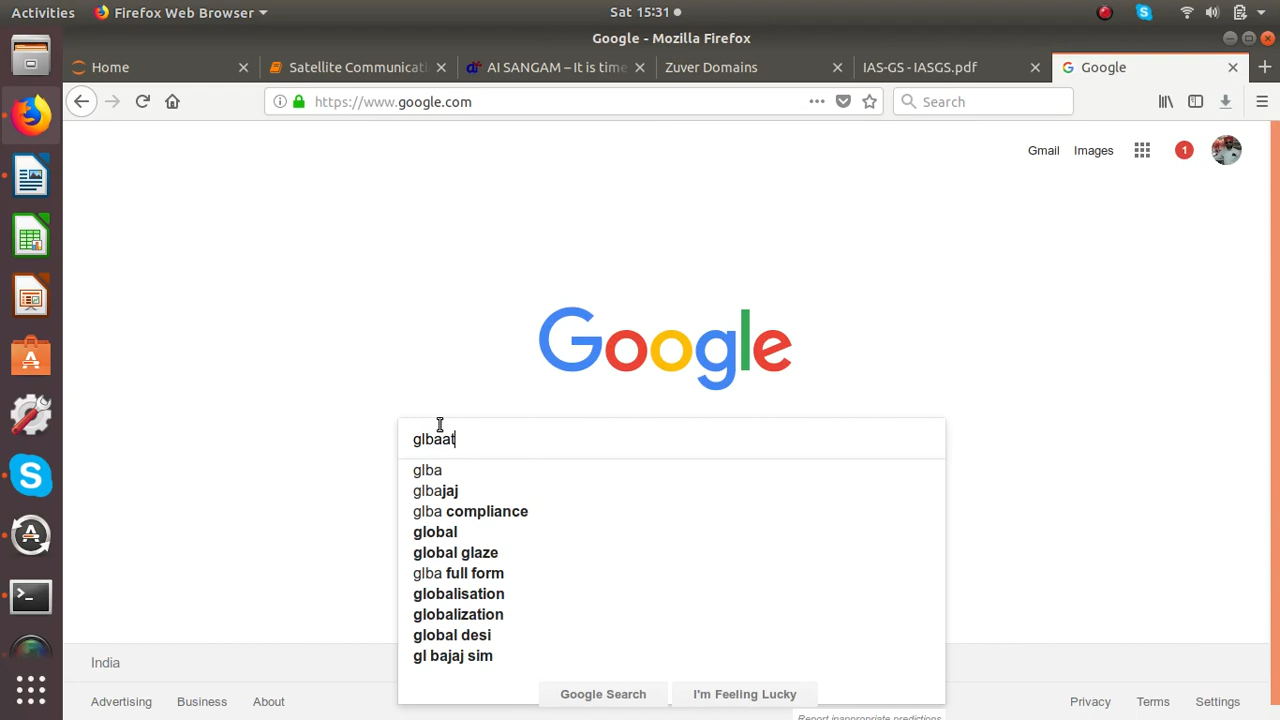 Activities Firefox Web Browser Sat 15:31
Google - Mozilla Firefox
Home Satellite Communicati AI SANGAM – It is time Zuver Domains IAS-GS - IASGS.pdf Google
https://www.google.com Search
Gmail Images 1
Google
glbaat
glba
glbajaj
glba compliance
global
global glaze
glba full form
globalisation
globalization
global desi
gl bajaj sim
India
Google Search I'm Feeling Lucky
Advertising Business About Privacy Terms Settings
Report inappropriate predictions